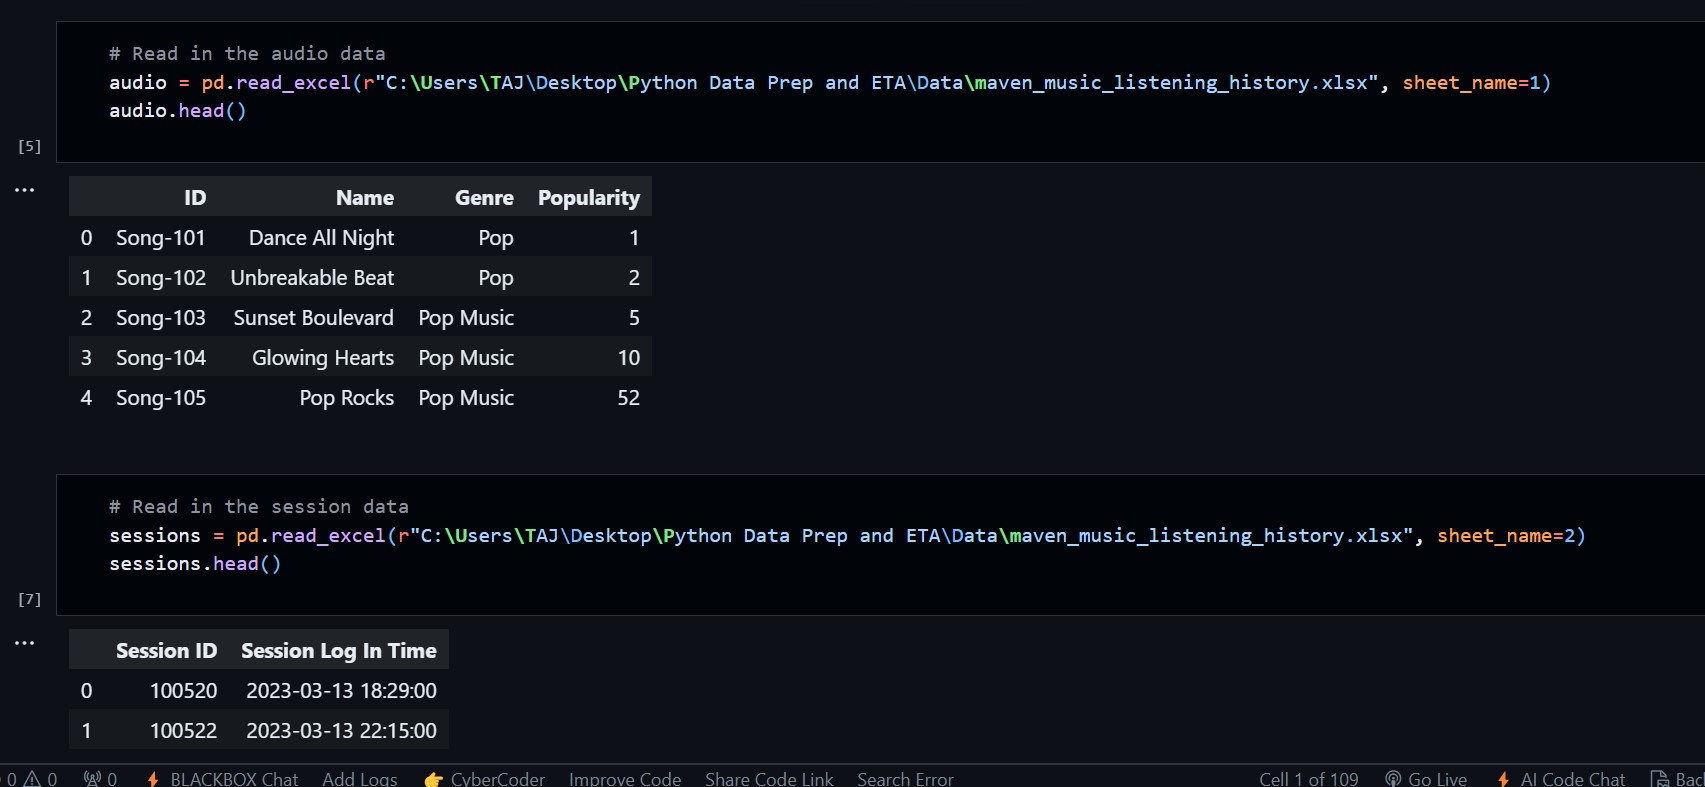 # Read in the audio data
audio = pd.read_excel(r"C:\Users\TAJ\Desktop\Python Data Prep and ETA\Data\maven_music_listening_history.xlsx", sheet_name=1)
audio.head()
[5]
...
ID Name Genre Popularity
0 Song-101 Dance All Night Pop 1
1 Song-102 Unbreakable Beat Pop 2
2 Song-103 Sunset Boulevard Pop Music 5
3 Song-104 Glowing Hearts Pop Music 10
4 Song-105 Pop Rocks Pop Music 52
# Read in the session data
sessions = pd.read_excel(r"C:\Users\TAJ\Desktop\Python Data Prep and ETA\Data\maven_music_listening_history.xlsx", sheet_name=2)
sessions.head()
[7]
...
Session ID Session Log In Time
0 100520 2023-03-13 18:29:00
1 100522 2023-03-13 22:15:00
0 0 0 BLACKBOX Chat Add Logs CyberCoder Improve Code Share Code Link Search Error Cell 1 of 109 Go Live AI Code Chat